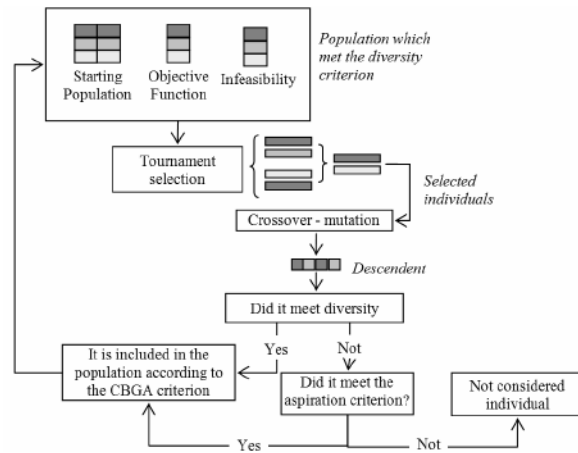 Starting
Population
Objective
Function
Infeasibility
Population which
met the diversity
criterion
Tournament
selection
Selected
individuals
Crossover - mutation
Descendent
Did it meet diversity
Yes
Not
It is included in the
population according to
the CBGA criterion
Did it meet the
aspiration criterion?
Not considered
individual
Yes
Not